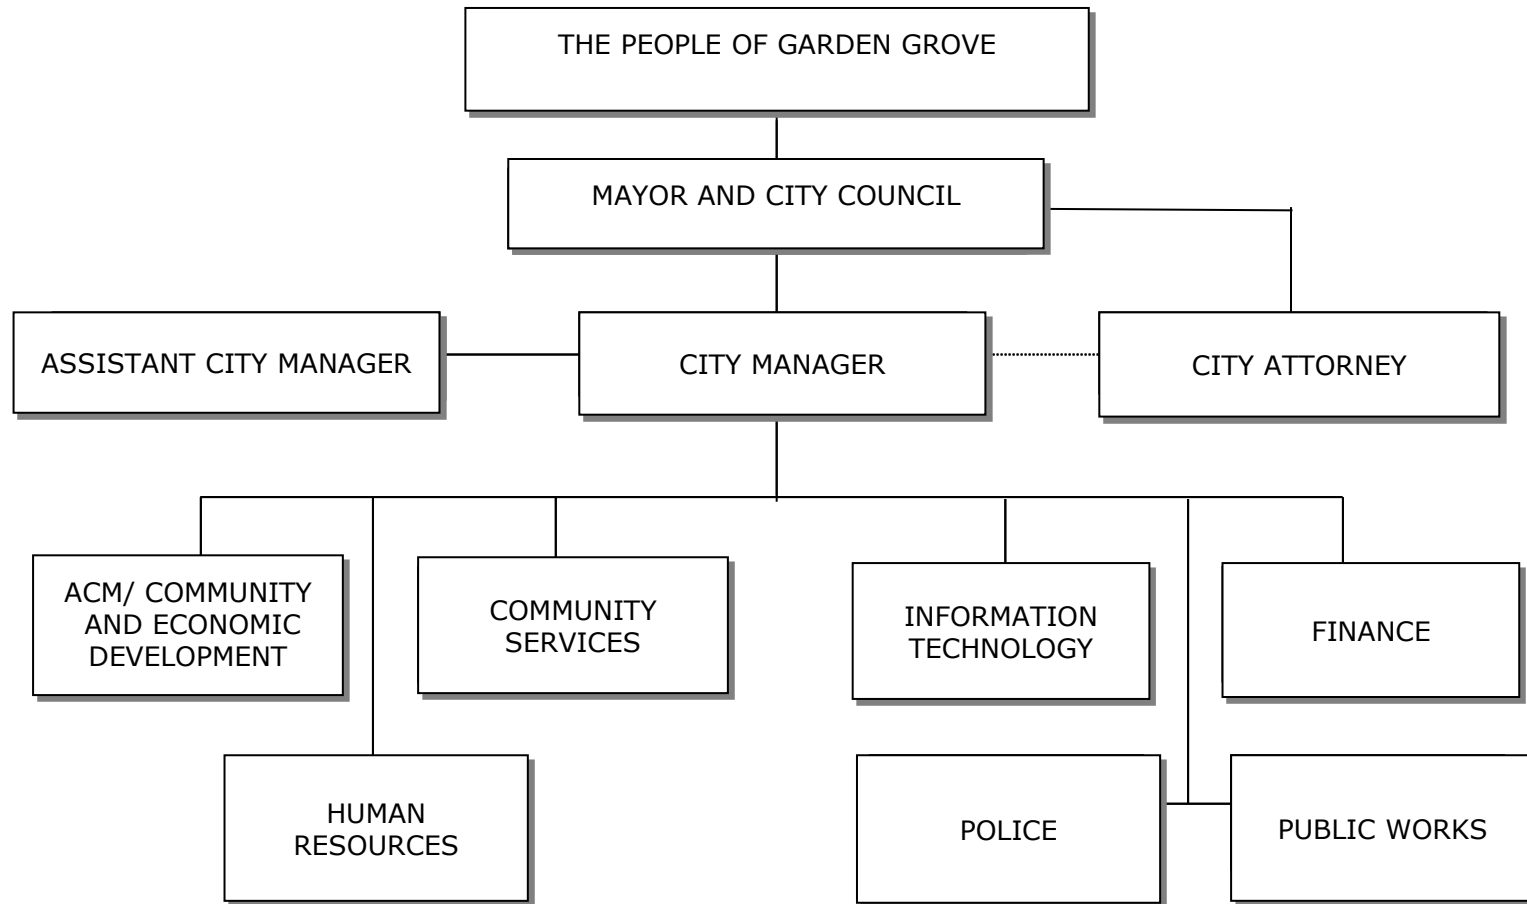 THE PEOPLE OF GARDEN GROVE
MAYOR AND CITY COUNCIL
ASSISTANT CITY MANAGER
CITY MANAGER
CITY ATTORNEY
ACM/ COMMUNITY
AND ECONOMIC
DEVELOPMENT
COMMUNITY
SERVICES
INFORMATION
TECHNOLOGY
FINANCE
HUMAN
RESOURCES
POLICE
PUBLIC WORKS